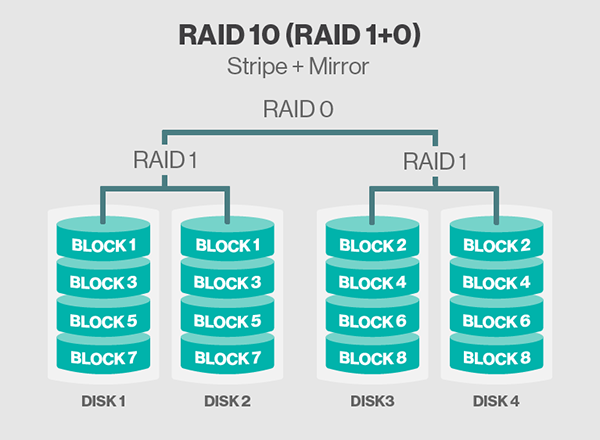 RAID 10 (RAID 1+0)
Stripe + Mirror
RAID 0
RAID 1 RAID 1
BLOCK 1 BLOCK 1 BLOCK 2 BLOCK 2
BLOCK 3 BLOCK 3 BLOCK 4 BLOCK 4
BLOCK 5 BLOCK 5 BLOCK 6 BLOCK 6
BLOCK 7 BLOCK 7 BLOCK 8 BLOCK 8
DISK 1 DISK 2 DISK3 DISK 4